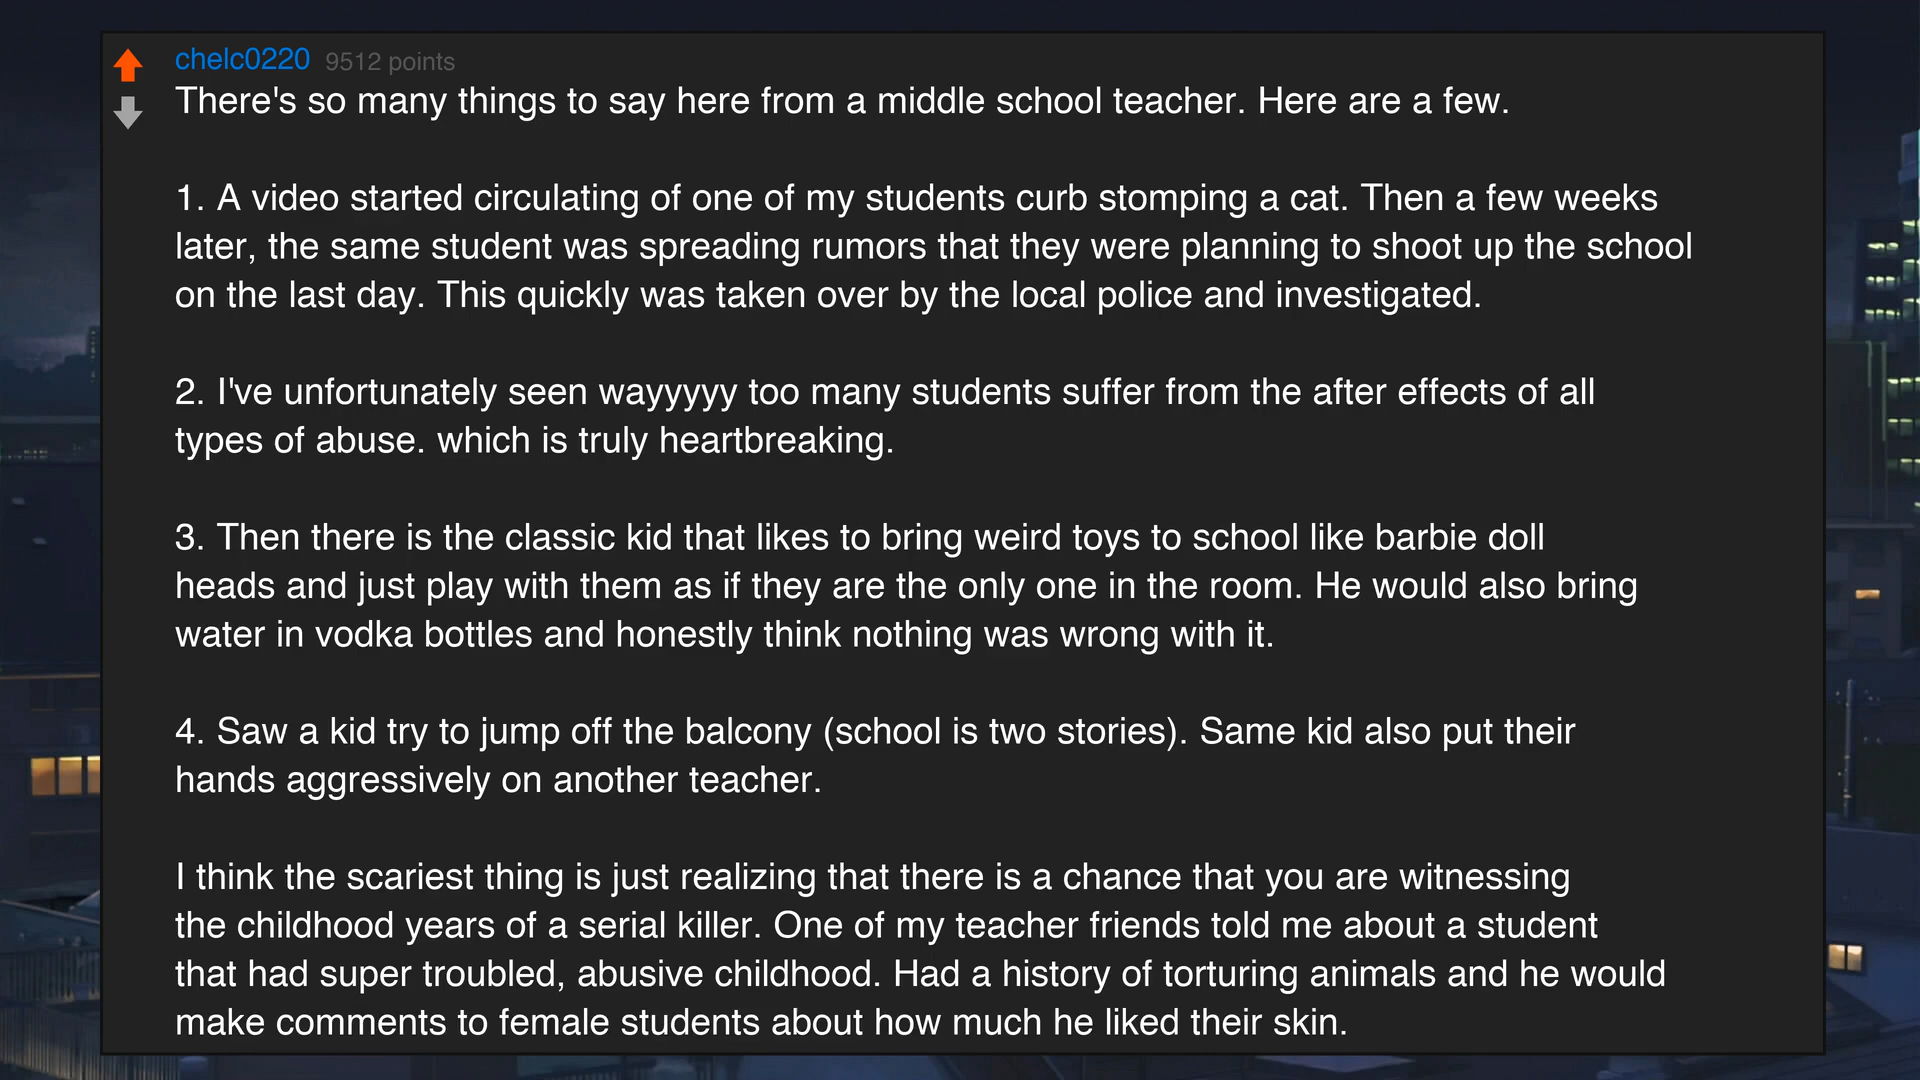 chelc0220 9512 points
There's so many things to say here from a middle school teacher. Here are a few.
1. A video started circulating of one of my students curb stomping a cat. Then a few weeks
later, the same student was spreading rumors that they were planning to shoot up the school
on the last day. This quickly was taken over by the local police and investigated.
2. I've unfortunately seen wayyyyy too many students suffer from the after effects of all
types of abuse. which is truly heartbreaking.
3. Then there is the classic kid that likes to bring weird toys to school like barbie doll
heads and just play with them as if they are the only one in the room. He would also bring
water in vodka bottles and honestly think nothing was wrong with it.
4. Saw a kid try to jump off the balcony (school is two stories). Same kid also put their
hands aggressively on another teacher.
I think the scariest thing is just realizing that there is a chance that you are witnessing
the childhood years of a serial killer. One of my teacher friends told me about a student
that had super troubled, abusive childhood. Had a history of torturing animals and he would
make comments to female students about how much he liked their skin.